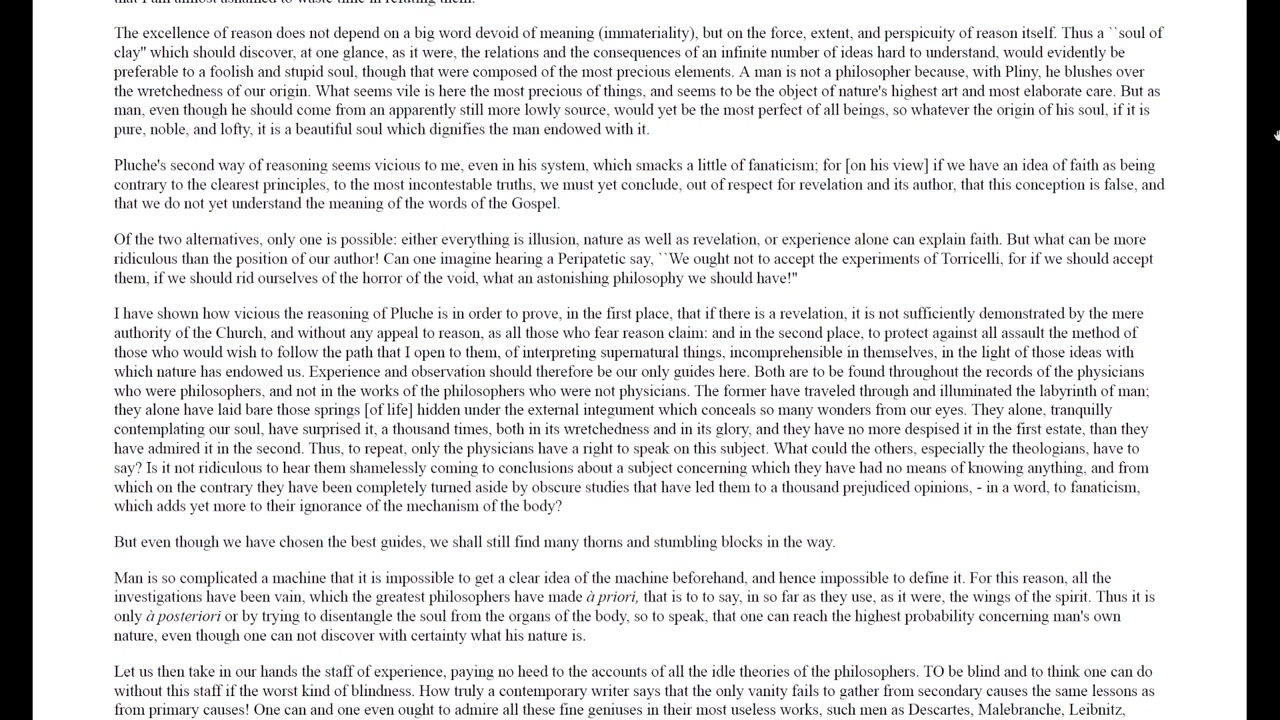 that I am almost ashamed to waste time in refuting them.
The excellence of reason does not depend on a big word devoid of meaning (immateriality), but on the force, extent, and perspicuity of reason itself. Thus a ``soul of
clay'' which should discover, at one glance, as it were, the relations and the consequences of an infinite number of ideas hard to understand, would evidently be
preferable to a foolish and stupid soul, though that were composed of the most precious elements. A man is not a philosopher because, with Pliny, he blushes over
the wretchedness of our origin. What seems vile is here the most precious of things, and seems to be the object of nature's highest art and most elaborate care. But as
man, even though he should come from an apparently still more lowly source, would yet be the most perfect of all beings, so whatever the origin of his soul, if it is
pure, noble, and lofty, it is a beautiful soul which dignifies the man endowed with it.
Pluche's second way of reasoning seems vicious to me, even in his system, which smacks a little of fanaticism; for [on his view] if we have an idea of faith as being
contrary to the clearest principles, to the most incontestable truths, we must yet conclude, out of respect for revelation and its author, that this conception is false, and
that we do not yet understand the meaning of the words of the Gospel.
Of the two alternatives, only one is possible: either everything is illusion, nature as well as revelation, or experience alone can explain faith. But what can be more
ridiculous than the position of our author! Can one imagine hearing a Peripatetic say, ``We ought not to accept the experiments of Torricelli, for if we should accept
them, if we should rid ourselves of the horror of the void, what an astonishing philosophy we should have!''
I have shown how vicious the reasoning of Pluche is in order to prove, in the first place, that if there is a revelation, it is not sufficiently demonstrated by the mere
authority of the Church, and without any appeal to reason, as all those who fear reason claim: and in the second place, to protect against all assault the method of
those who would wish to follow the path that I open to them, of interpreting supernatural things, incomprehensible in themselves, in the light of those ideas with
which nature has endowed us. Experience and observation should therefore be our only guides here. Both are to be found throughout the records of the physicians
who were philosophers, and not in the works of the philosophers who were not physicians. The former have traveled through and illuminated the labyrinth of man;
they alone have laid bare those springs [of life] hidden under the external integument which conceals so many wonders from our eyes. They alone, tranquilly
contemplating our soul, have surprised it, a thousand times, both in its wretchedness and in its glory, and they have no more despised it in the first estate, than they
have admired it in the second. Thus, to repeat, only the physicians have a right to speak on this subject. What could the others, especially the theologians, have to
say? Is it not ridiculous to hear them shamelessly coming to conclusions about a subject concerning which they have had no means of knowing anything, and from
which on the contrary they have been completely turned aside by obscure studies that have led them to a thousand prejudiced opinions, - in a word, to fanaticism,
which adds yet more to their ignorance of the mechanism of the body?
But even though we have chosen the best guides, we shall still find many thorns and stumbling blocks in the way.
Man is so complicated a machine that it is impossible to get a clear idea of the machine beforehand, and hence impossible to define it. For this reason, all the
investigations have been vain, which the greatest philosophers have made à priori, that is to to say, in so far as they use, as it were, the wings of the spirit. Thus it is
only à posteriori or by trying to disentangle the soul from the organs of the body, so to speak, that one can reach the highest probability concerning man's own
nature, even though one can not discover with certainty what his nature is.
Let us then take in our hands the staff of experience, paying no heed to the accounts of all the idle theories of the philosophers. TO be blind and to think one can do
without this staff if the worst kind of blindness. How truly a contemporary writer says that the only vanity fails to gather from secondary causes the same lessons as
from primary causes! One can and one even ought to admire all these fine geniuses in their most useless works, such men as Descartes, Malebranche, Leibnitz,